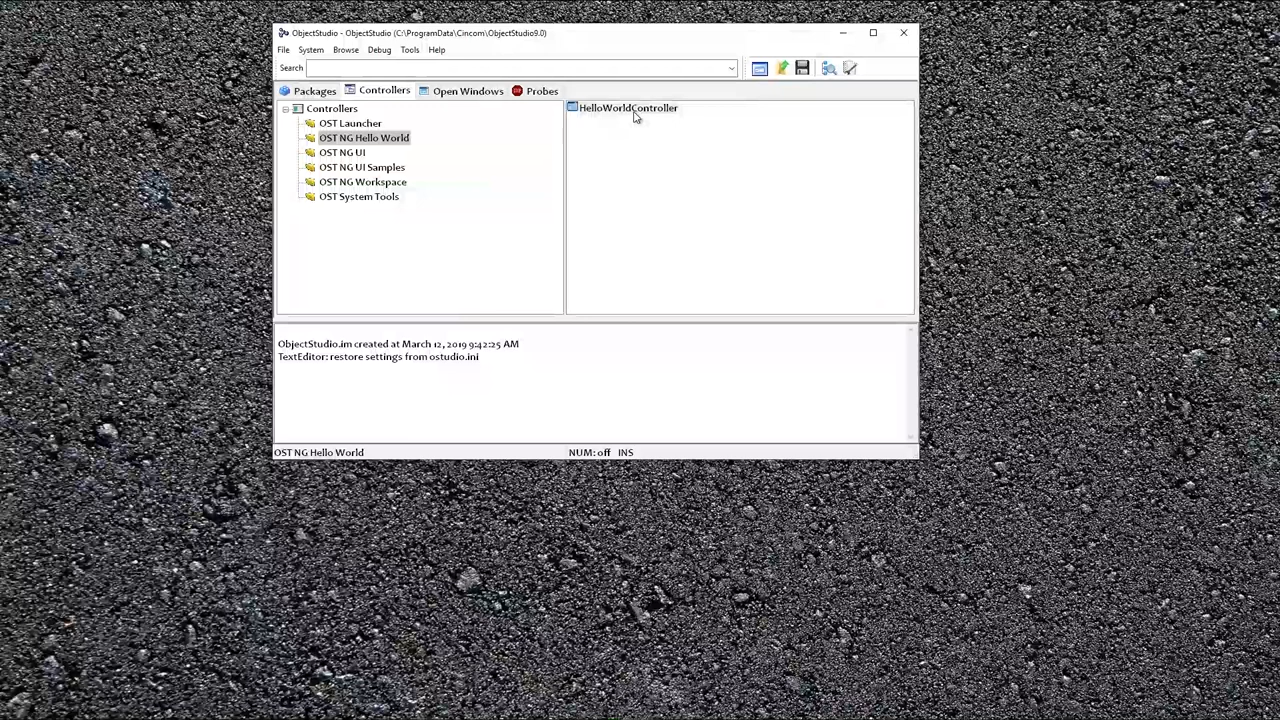 ObjectStudio - ObjectStudio (C:\ProgramData\Cincom\ObjectStudio9.0)
File System Browse Debug Tools Help
Search
Packages Controllers Open Windows Probes
Controllers
OST Launcher
OST NG Hello World
OST NG UI
OST NG UI Samples
OST NG Workspace
OST System Tools
HelloWorldController
ObjectStudio.im created at March 12, 2019 9:42:25 AM
TextEditor: restore settings from ostudio.ini
OST NG Hello World NUM: off INS